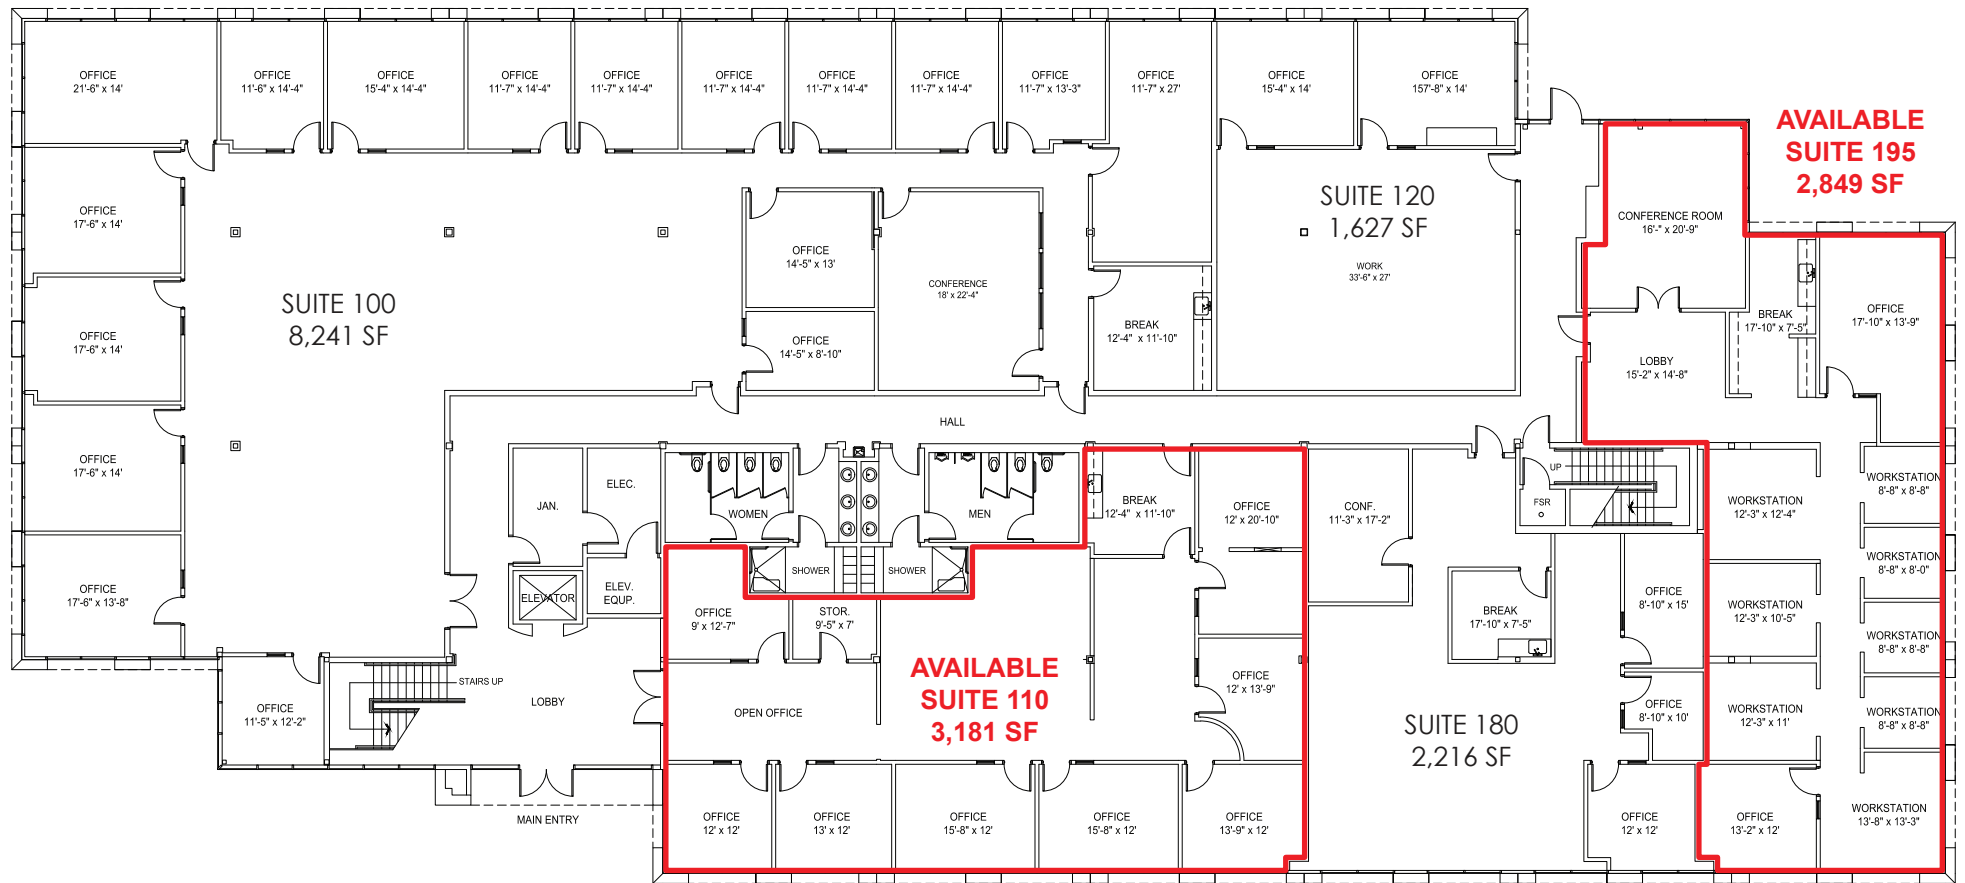 OFFICE
21'-6" x 14'
OFFICE
11'-6" x 14'-4"
OFFICE
15'-4" x 14'-4"
OFFICE
11'-7" x 14'-4"
OFFICE
11'-7" x 14'-4"
OFFICE
11'-7" x 14'-4"
OFFICE
11'-7" x 14'-4"
OFFICE
11'-7" x 14'-4"
OFFICE
11'-7" x 13'-3"
OFFICE
11'-7" x 27'
OFFICE
15'-4" x 14'
OFFICE
157'-8" x 14'
AVAILABLE
SUITE 195
2,849 SF
OFFICE
17'-6" x 14'
OFFICE
17'-6" x 14'
OFFICE
17'-6" x 14'
OFFICE
17'-6" x 13'-8"
SUITE 100
8,241 SF
OFFICE
14'-5" x 13'
OFFICE
14'-5" x 8'-10"
CONFERENCE
18' x 22'-4"
BREAK
12'-4" x 11'-10"
SUITE 120
1,627 SF
WORK
33'-6" x 27'
CONFERENCE ROOM
16'-" x 20'-9"
BREAK
17'-10" x 7'-5"
OFFICE
17'-10" x 13'-9"
LOBBY
15'-2" x 14'-8"
HALL
JAN.
ELEC.
WOMEN
MEN
BREAK
12'-4" x 11'-10"
OFFICE
12' x 20'-10"
CONF.
11'-3" x 17'-2"
UP
FSR
WORKSTATION
12'-3" x 12'-4"
WORKSTATION
8'-8" x 8'-8"
WORKSTATION
8'-8" x 8'-0"
ELEVATOR
ELEV.
EQUP.
SHOWER
SHOWER
OFFICE
9' x 12'-7"
STOR.
9'-5" x 7'
BREAK
17'-10" x 7'-5"
OFFICE
8'-10" x 15'
WORKSTATION
12'-3" x 10'-5"
WORKSTATION
8'-8" x 8'-8"
OFFICE
11'-5" x 12'-2"
STAIRS UP
LOBBY
OPEN OFFICE
AVAILABLE
SUITE 110
3,181 SF
OFFICE
12' x 13'-9"
SUITE 180
2,216 SF
OFFICE
8'-10" x 10'
WORKSTATION
12'-3" x 11'
WORKSTATION
8'-8" x 8'-8"
MAIN ENTRY
OFFICE
12' x 12'
OFFICE
13' x 12'
OFFICE
15'-8" x 12'
OFFICE
15'-8" x 12'
OFFICE
13'-9" x 12'
OFFICE
12' x 12'
OFFICE
13'-2" x 12'
WORKSTATION
13'-8" x 13'-3"